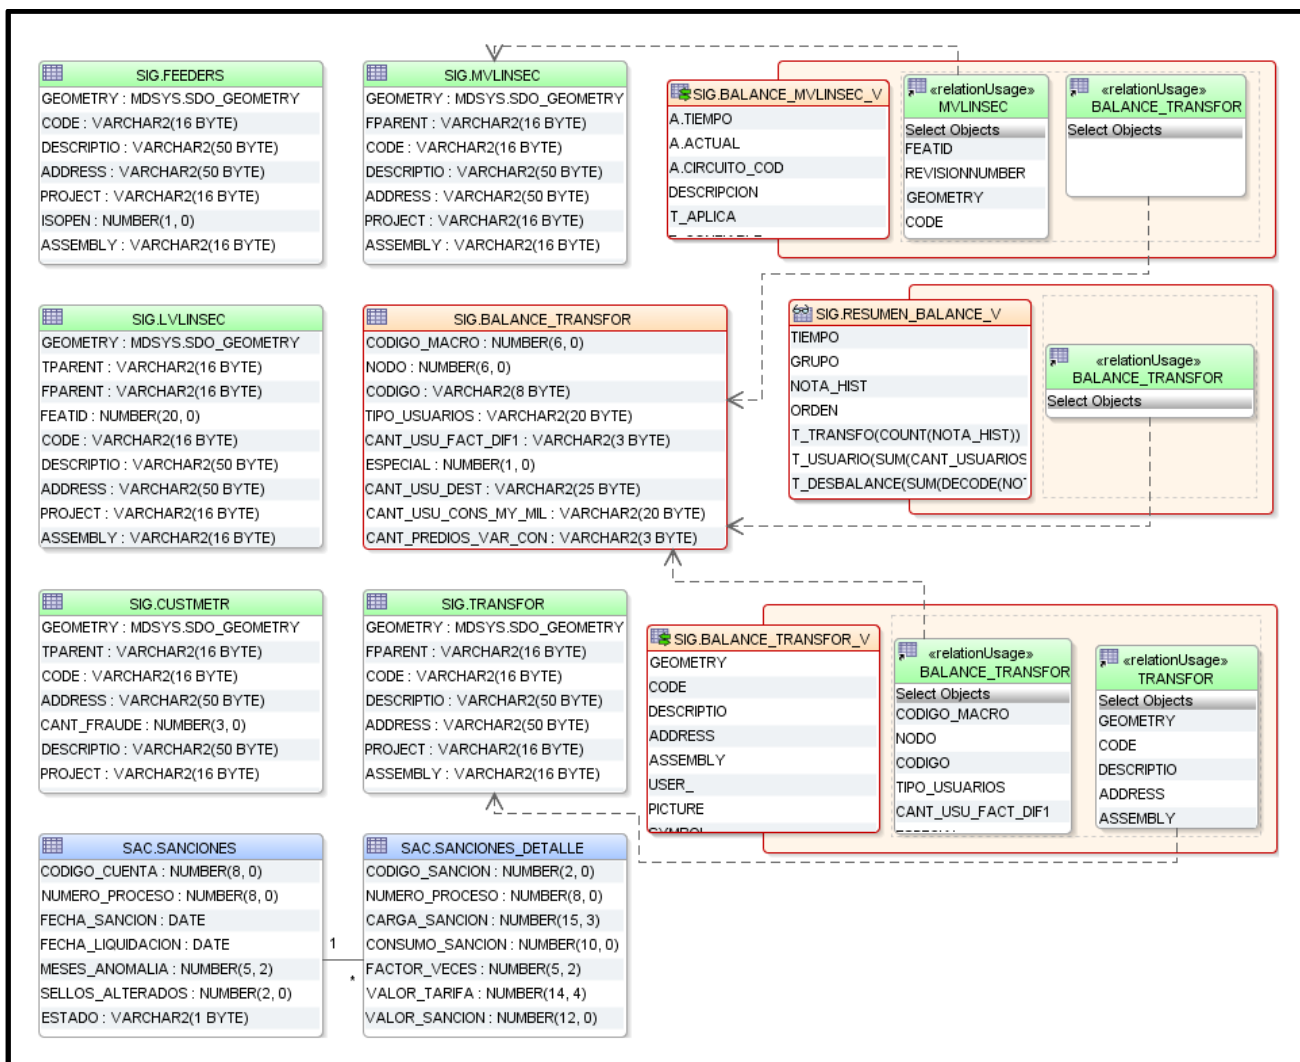 SIG.FEEDERS
GEOMETRY : MDSYS.SDO_GEOMETRY
CODE : VARCHAR2(16 BYTE)
DESCRIPTIO : VARCHAR2(50 BYTE)
ADDRESS : VARCHAR2(50 BYTE)
PROJECT : VARCHAR2(16 BYTE)
ISOPEN : NUMBER(1, 0)
ASSEMBLY : VARCHAR2(16 BYTE)
SIG.MVLINSEC
GEOMETRY : MDSYS.SDO_GEOMETRY
FPARENT : VARCHAR2(16 BYTE)
CODE : VARCHAR2(16 BYTE)
DESCRIPTIO : VARCHAR2(50 BYTE)
ADDRESS : VARCHAR2(50 BYTE)
PROJECT : VARCHAR2(16 BYTE)
ASSEMBLY : VARCHAR2(16 BYTE)
SIG.BALANCE_MVLINSEC_V
A.TIEMPO
A.ACTUAL
A.CIRCUITO_COD
DESCRIPCION
T_APLICA
«relationUsage»
MVLINSEC
Select Objects
FEATID
REVISIONNUMBER
GEOMETRY
CODE
«relationUsage»
BALANCE_TRANSFOR
Select Objects
SIG.LVLINSEC
GEOMETRY : MDSYS.SDO_GEOMETRY
TPARENT : VARCHAR2(16 BYTE)
FPARENT : VARCHAR2(16 BYTE)
FEATID : NUMBER(20, 0)
CODE : VARCHAR2(16 BYTE)
DESCRIPTIO : VARCHAR2(50 BYTE)
ADDRESS : VARCHAR2(50 BYTE)
PROJECT : VARCHAR2(16 BYTE)
ASSEMBLY : VARCHAR2(16 BYTE)
SIG.BALANCE_TRANSFOR
CODIGO_MACRO : NUMBER(6, 0)
NODO : NUMBER(6, 0)
CODIGO : VARCHAR2(8 BYTE)
TIPO_USUARIOS : VARCHAR2(20 BYTE)
CANT_USU_FACT_DIF1 : VARCHAR2(3 BYTE)
ESPECIAL : NUMBER(1, 0)
CANT_USU_DEST : VARCHAR2(25 BYTE)
CANT_USU_CONS_MY_MIL : VARCHAR2(20 BYTE)
CANT_PREDIOS_VAR_CON : VARCHAR2(3 BYTE)
SIG.RESUMEN_BALANCE_V
TIEMPO
GRUPO
NOTA_HIST
ORDEN
T_TRANSFO(COUNT(NOTA_HIST))
T_USUARIO(SUM(CANT_USUARIOS
T_DESBALANCE(SUM(DECODE(NO
«relationUsage»
BALANCE_TRANSFOR
Select Objects
SIG.CUSTMETR
GEOMETRY : MDSYS.SDO_GEOMETRY
TPARENT : VARCHAR2(16 BYTE)
CODE : VARCHAR2(16 BYTE)
ADDRESS : VARCHAR2(50 BYTE)
CANT_FRAUDE : NUMBER(3, 0)
DESCRIPTIO : VARCHAR2(50 BYTE)
PROJECT : VARCHAR2(16 BYTE)
SIG.TRANSFOR
GEOMETRY : MDSYS.SDO_GEOMETRY
FPARENT : VARCHAR2(16 BYTE)
CODE : VARCHAR2(16 BYTE)
DESCRIPTIO : VARCHAR2(50 BYTE)
ADDRESS : VARCHAR2(50 BYTE)
PROJECT : VARCHAR2(16 BYTE)
ASSEMBLY : VARCHAR2(16 BYTE)
SIG.BALANCE_TRANSFOR_V
GEOMETRY
CODE
DESCRIPTIO
ADDRESS
ASSEMBLY
USER_
PICTURE
«relationUsage»
BALANCE_TRANSFOR
Select Objects
CODIGO_MACRO
NODO
CODIGO
TIPO_USUARIOS
CANT_USU_FACT_DIF1
«relationUsage»
TRANSFOR
Select Objects
GEOMETRY
CODE
DESCRIPTIO
ADDRESS
ASSEMBLY
SAC.SANCIONES
CODIGO_CUENTA : NUMBER(8, 0)
NUMERO_PROCESO : NUMBER(8, 0)
FECHA_SANCION : DATE
FECHA_LIQUIDACION : DATE
MESES_ANOMALIA : NUMBER(5, 2)
SELLOS_ALTERADOS : NUMBER(2, 0)
ESTADO : VARCHAR2(1 BYTE)
1
*
SAC.SANCIONES_DETALLE
CODIGO_SANCION : NUMBER(2, 0)
NUMERO_PROCESO : NUMBER(8, 0)
CARGA_SANCION : NUMBER(15, 3)
CONSUMO_SANCION : NUMBER(10, 0)
FACTOR_VECES : NUMBER(5, 2)
VALOR_TARIFA : NUMBER(14, 4)
VALOR_SANCION : NUMBER(12, 0)